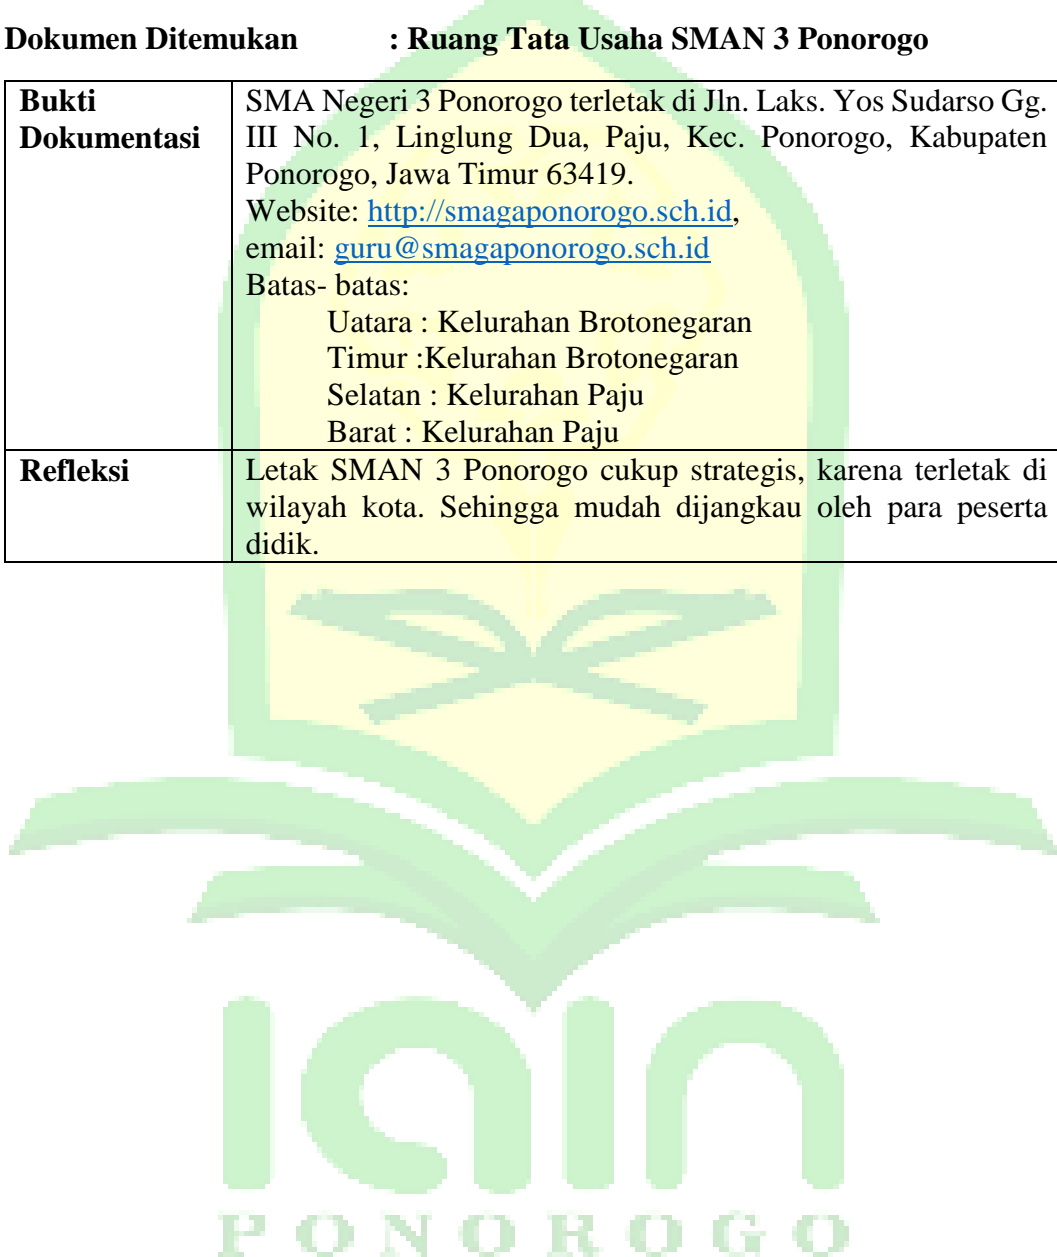 Dokumen Ditemukan : Ruang Tata Usaha SMAN 3 Ponorogo
Bukti Dokumentasi
SMA Negeri 3 Ponorogo terletak di Jln. Laks. Yos Sudarso Gg.
III No. 1, Linglung Dua, Paju, Kec. Ponorogo, Kabupaten
Ponorogo, Jawa Timur 63419.
Website: http://smagaponorogo.sch.id,
email: guru@smagaponorogo.sch.id
Batas- batas:
Uatara : Kelurahan Brotonegaran
Timur :Kelurahan Brotonegaran
Selatan : Kelurahan Paju
Barat : Kelurahan Paju
Refleksi
Letak SMAN 3 Ponorogo cukup strategis, karena terletak di
wilayah kota. Sehingga mudah dijangkau oleh para peserta
didik.
iain
PONOROGO